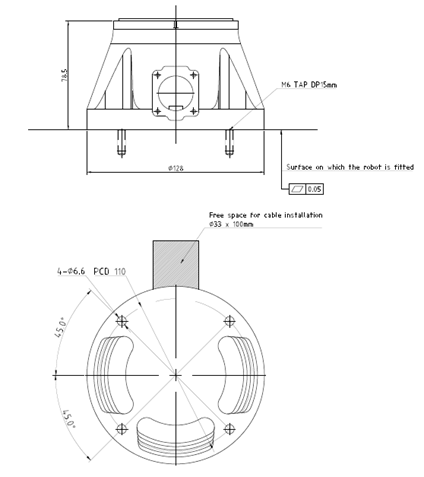 78.5
M6 TAP DP15mm
Ø128
Surface on which the robot is fitted
0.05
Free space for cable installation
Ø33 x 100mm
4-Ø6.6 PCD 110
45.0°
45.0°